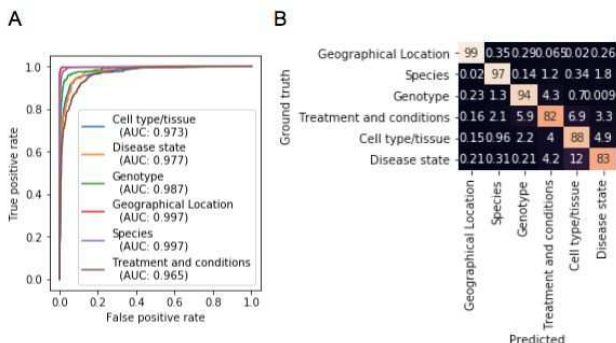 A
True positive rate
1.0
0.8
0.6
0.4
0.2
0.0
Cell type/tissue
(AUC: 0.973)
Disease state
(AUC: 0.977)
Genotype
(AUC: 0.987)
Geographical Location
(AUC: 0.997)
Species
(AUC: 0.997)
Treatment and conditions
(AUC: 0.965)
0.0 0.2 0.4 0.6 0.8 1.0
False positive rate
B
Ground truth
Geographical Location 99 0.35 0.29 0.065 0.02 0.26
Species 0.02 97 0.14 1.2 0.34 1.8
Genotype 0.23 1.3 94 4.3 0.7 0.009
Treatment and conditions 0.16 2.1 5.9 82 6.9 3.3
Cell type/tissue 0.15 0.96 2.2 4 88 4.9
Disease state 0.21 0.31 0.21 4.2 12 83
Geographical Location
Species
Genotype
Treatment and conditions
Cell type/tissue
Disease state
Predicted